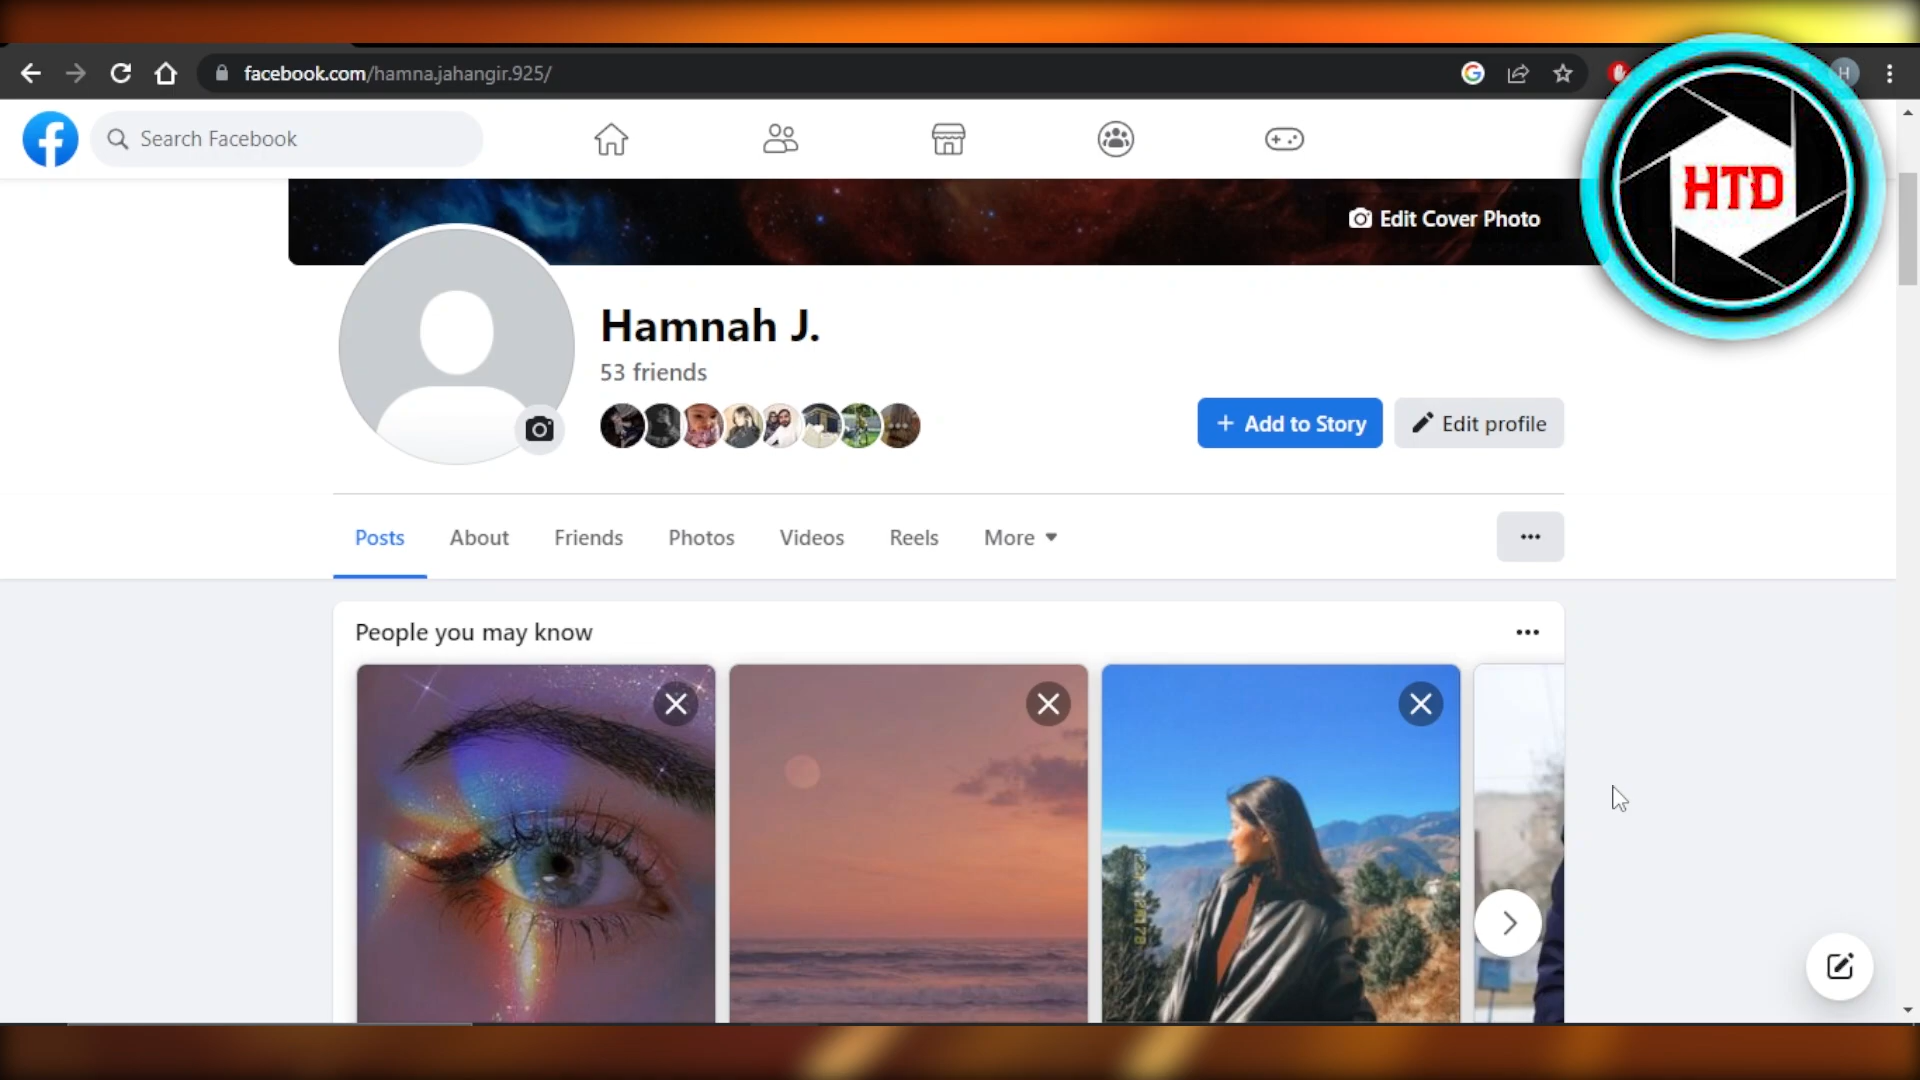 facebook.com/hamna.jahangir.925/
H
Search Facebook
HTD
Edit Cover Photo
Hamnah J.
53 friends
+ Add to Story
Edit profile
Posts About Friends Photos Videos Reels More
People you may know